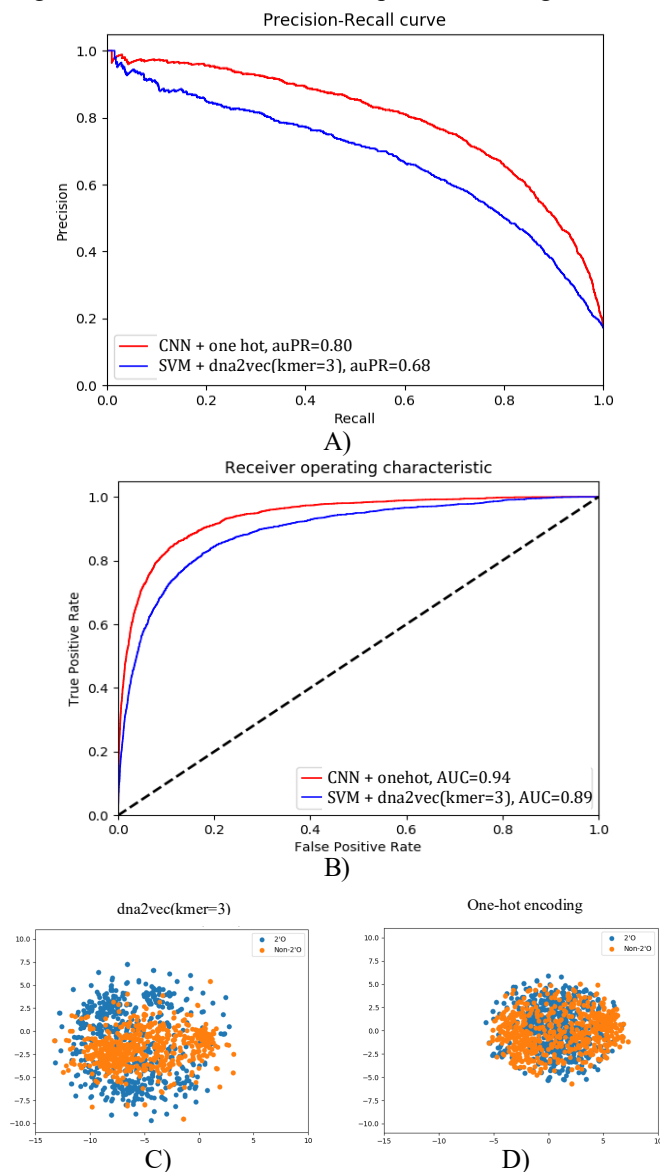 Precision-Recall curve
1.0
0.8
0.6
0.4
0.2
0.0
Precision
CNN + one hot, auPR=0.80
SVM + dna2vec(kmer=3), auPR=0.68
0.0 0.2 0.4 0.6 0.8 1.0
Recall
A)
Receiver operating characteristic
1.0
0.8
0.6
0.4
0.2
0.0
True Positive Rate
CNN + onehot, AUC=0.94
SVM + dna2vec(kmer=3), AUC=0.89
0.0 0.2 0.4 0.6 0.8 1.0
False Positive Rate
B)
dna2vec(kmer=3)
2'O
Non-2'O
10.0
7.5
5.0
2.5
0.0
−2.5
−5.0
−7.5
−10.0
−15 −10 −5 0 5 10
C)
One-hot encoding
2'O
Non-2'O
10.0
7.5
5.0
2.5
0.0
−2.5
−5.0
−7.5
−10.0
−15 −10 −5 0 5 10
D)